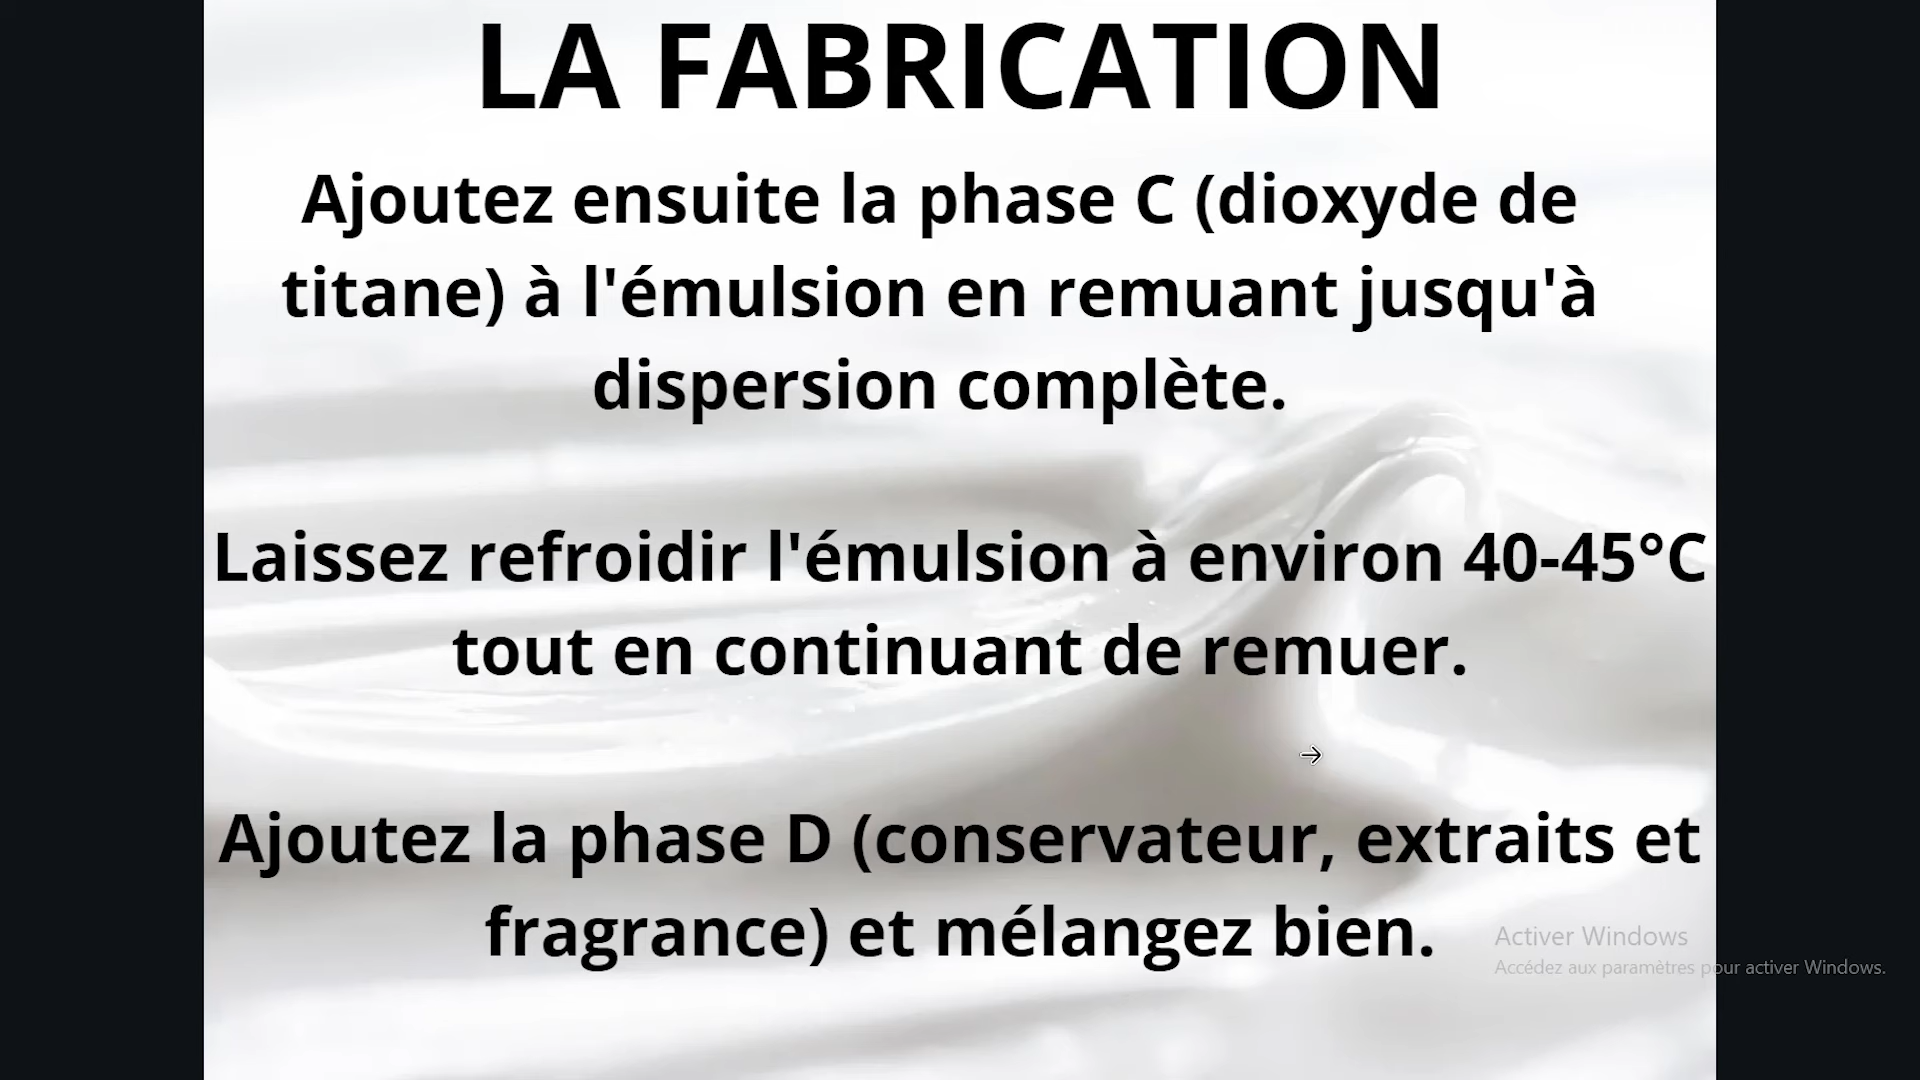 LA FABRICATION
Ajoutez ensuite la phase C (dioxyde de
titane) à l'émulsion en remuant jusqu'à
dispersion complète.
Laissez refroidir l'émulsion à environ 40-45°C
tout en continuant de remuer.
Ajoutez la phase D (conservateur, extraits et
fragrance) et mélangez bien.
Activer Windows
Accédez aux paramètres pour activer Windows.